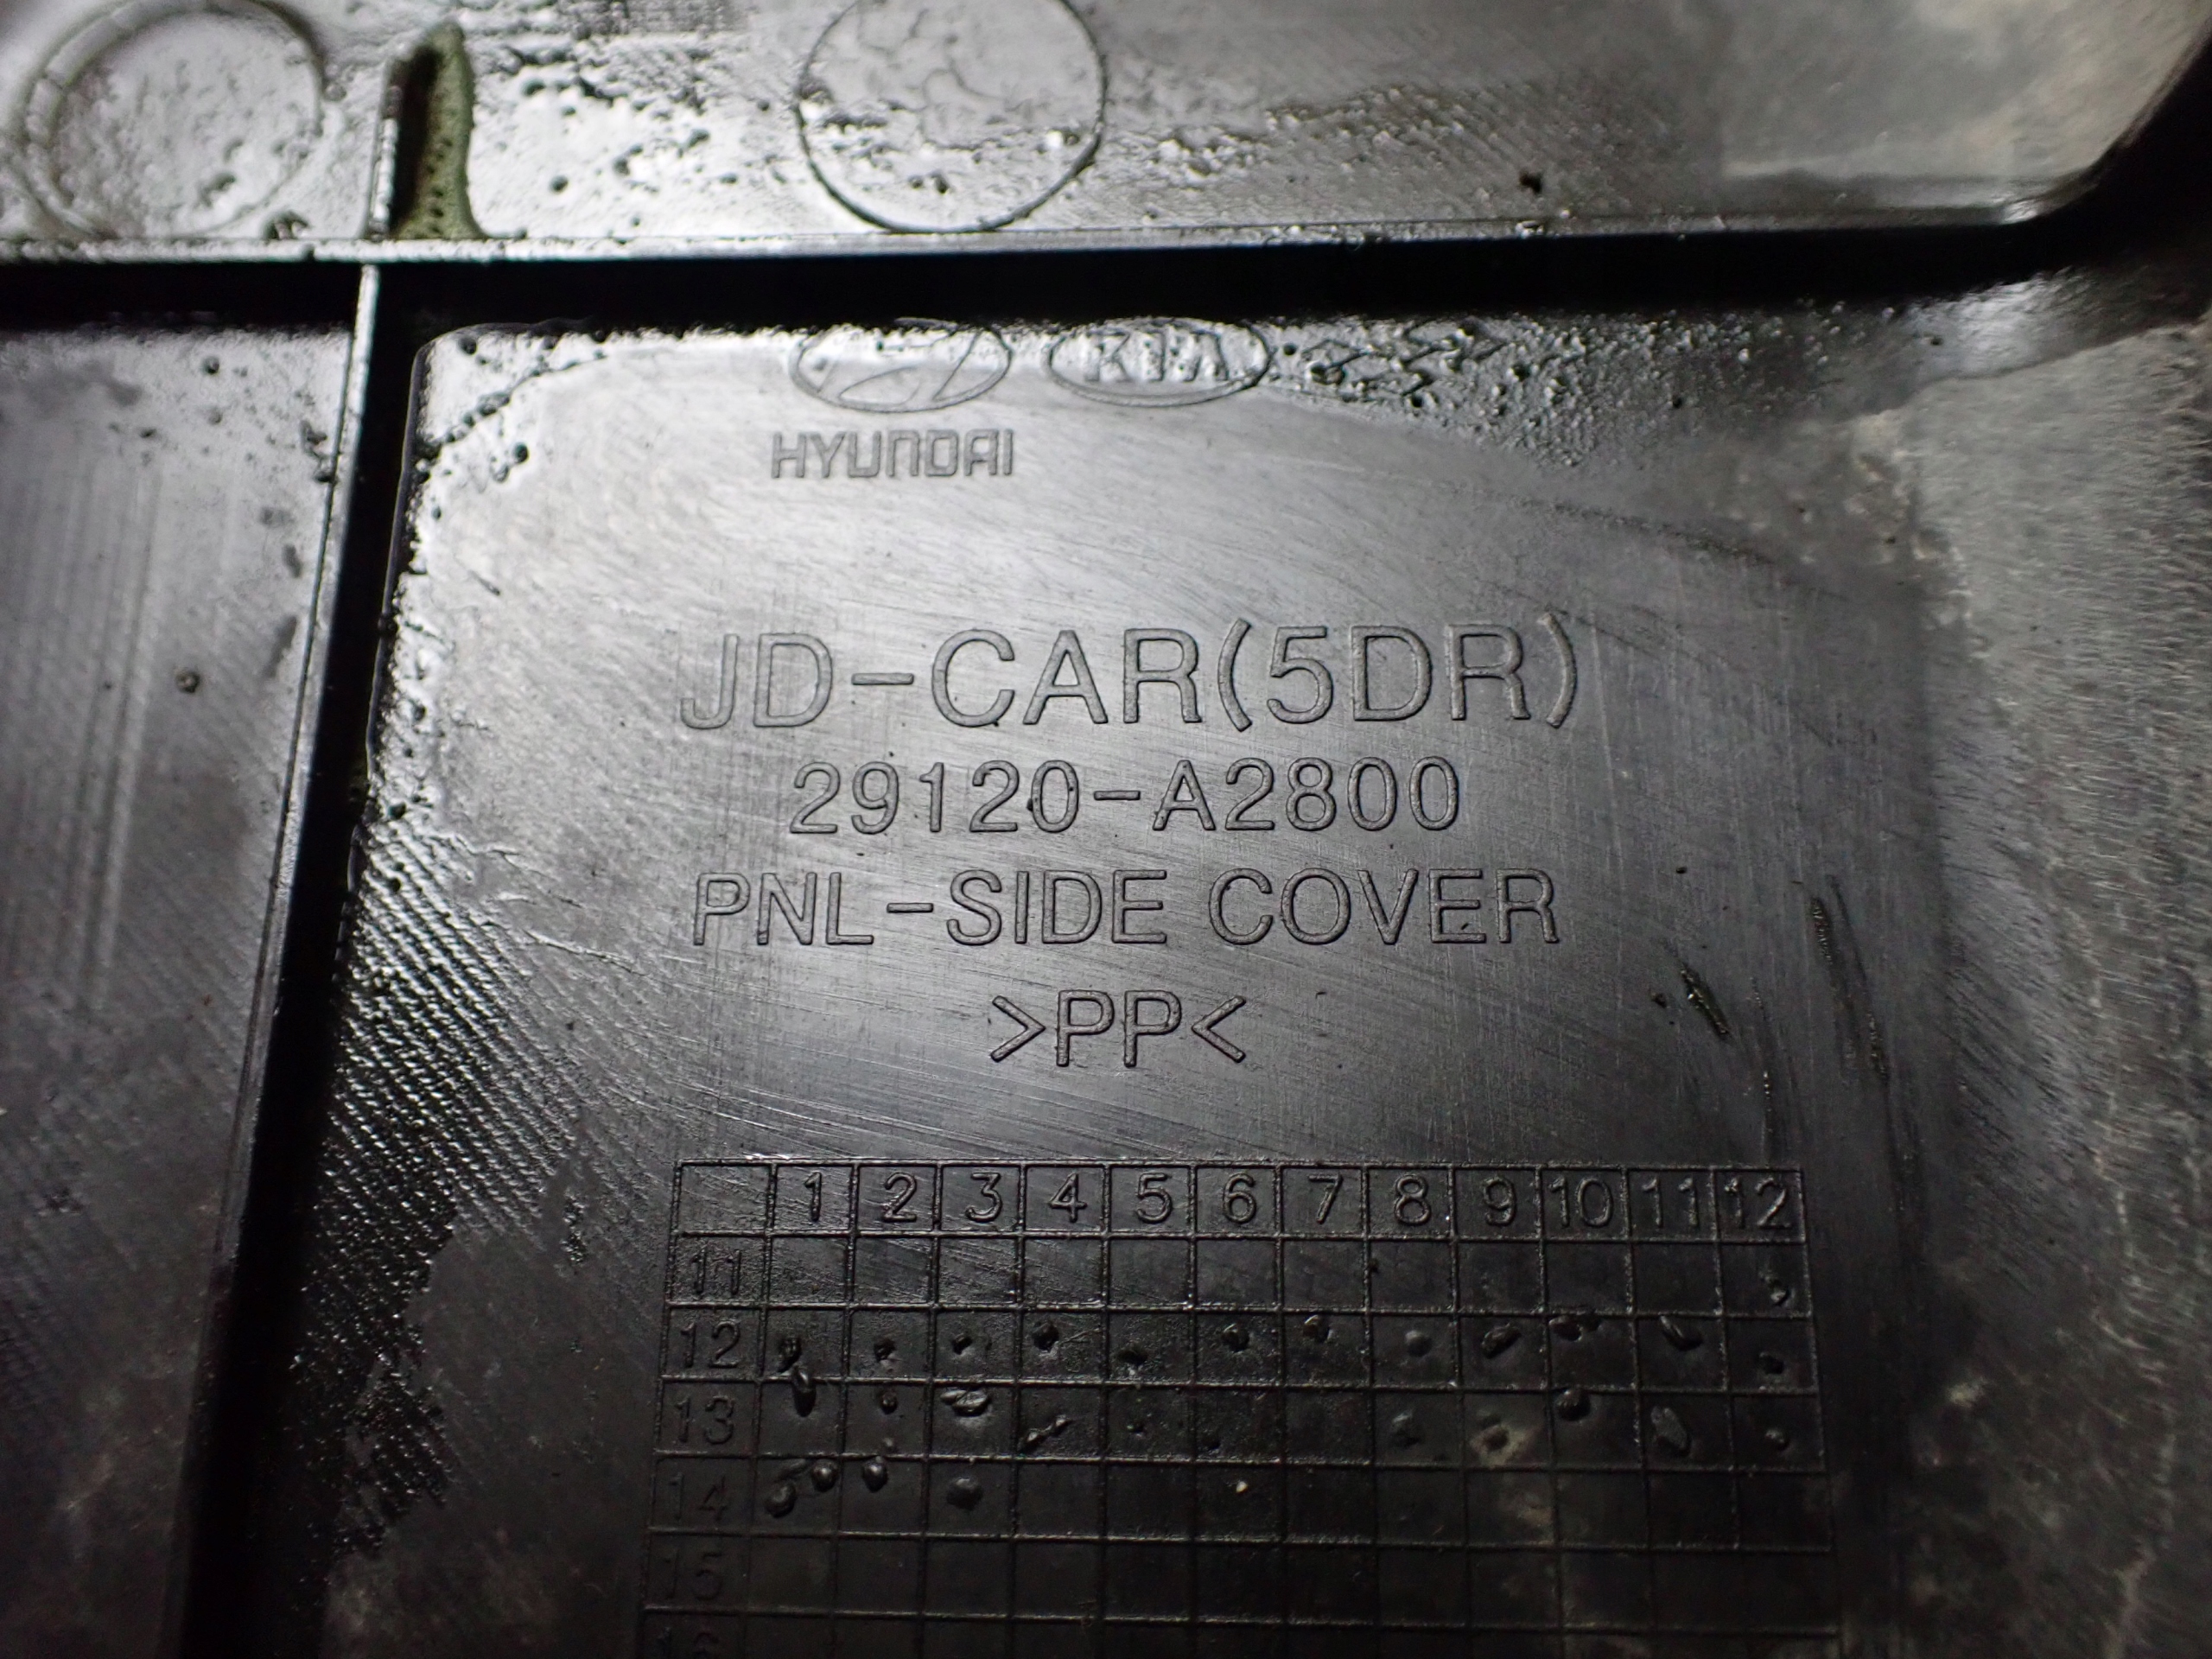 KIA
HYUNDAI
JD-CAR(5DR)
29120-A2800
PNL-SIDE COVER
>PP<
1 2 3 4 5 6 7 8 9 10 11 12
11
12
13
14
15